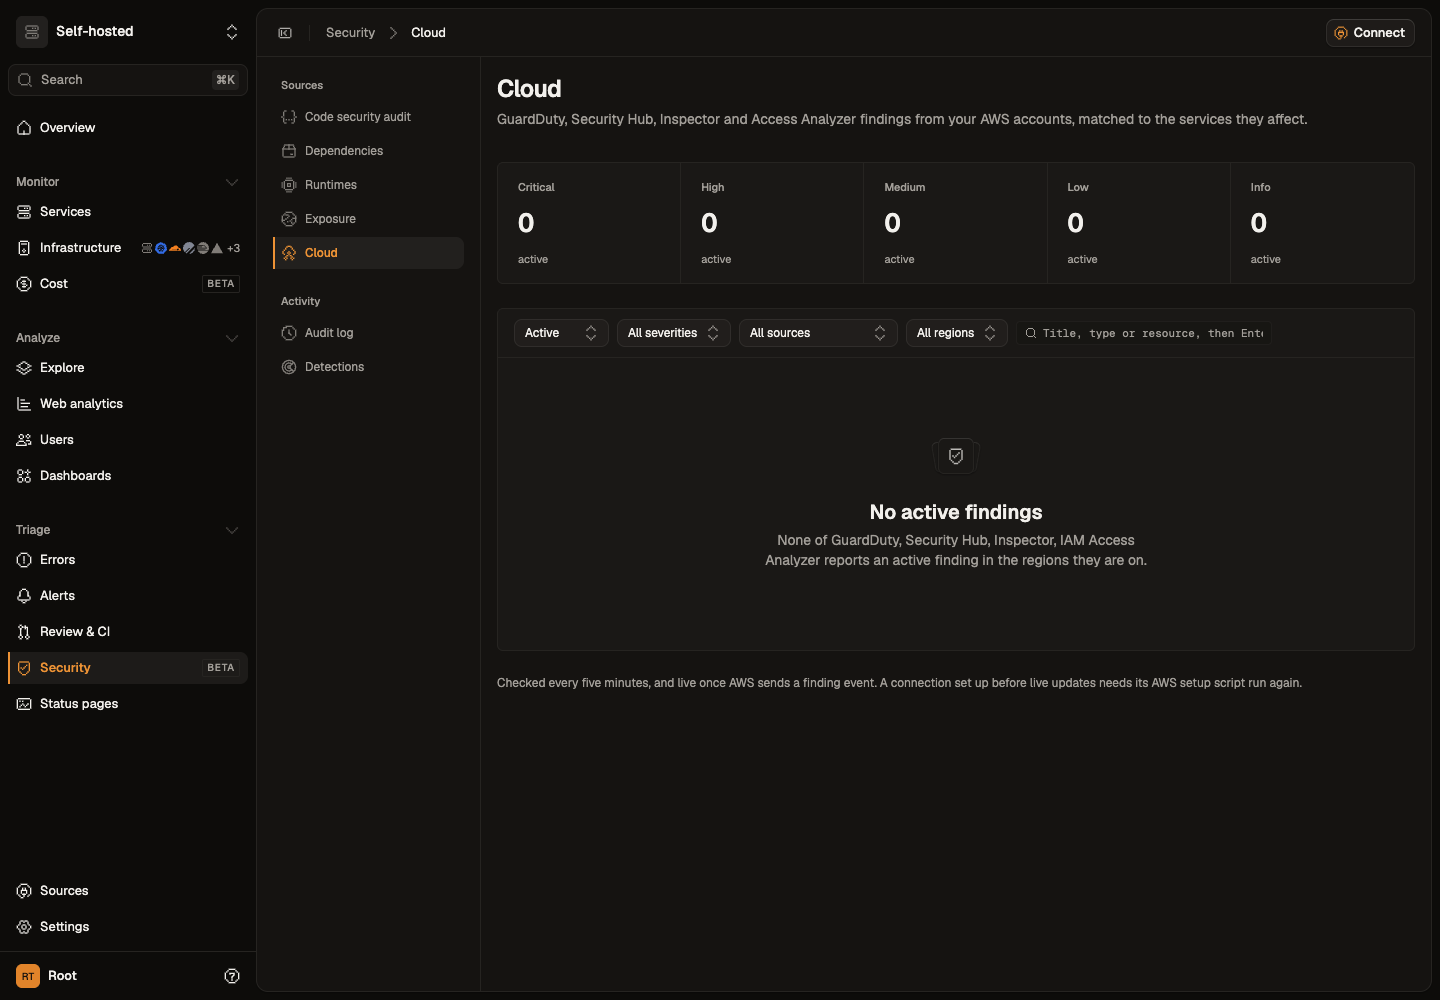 Self-hosted
Search
⌘K
Overview
Monitor
Services
Infrastructure
+3
Cost
BETA
Analyze
Explore
Web analytics
Users
Dashboards
Triage
Errors
Alerts
Review & CI
Security
BETA
Status pages
Sources
Settings
RT
Root
Security
Cloud
Connect
Sources
Code security audit
Dependencies
Runtimes
Exposure
Cloud
Activity
Audit log
Detections
Cloud
GuardDuty, Security Hub, Inspector and Access Analyzer findings from your AWS accounts, matched to the services they affect.
Critical
0
active
High
0
active
Medium
0
active
Low
0
active
Info
0
active
Active
All severities
All sources
All regions
Title, type or resource, then Ente
No active findings
None of GuardDuty, Security Hub, Inspector, IAM Access
Analyzer reports an active finding in the regions they are on.
Checked every five minutes, and live once AWS sends a finding event. A connection set up before live updates needs its AWS setup script run again.